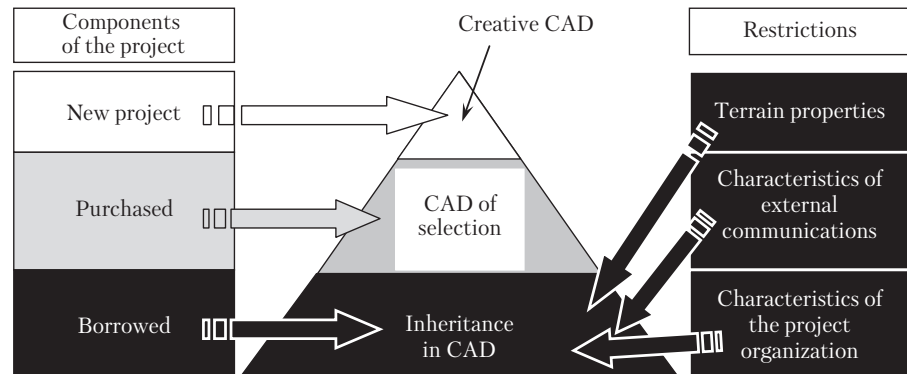 Components
of the project
New project
Purchased
Borrowed
Creative CAD
CAD of
selection
Inheritance
in CAD
Restrictions
Terrain properties
Characteristics of
external
communications
Characteristics of
the project
organization